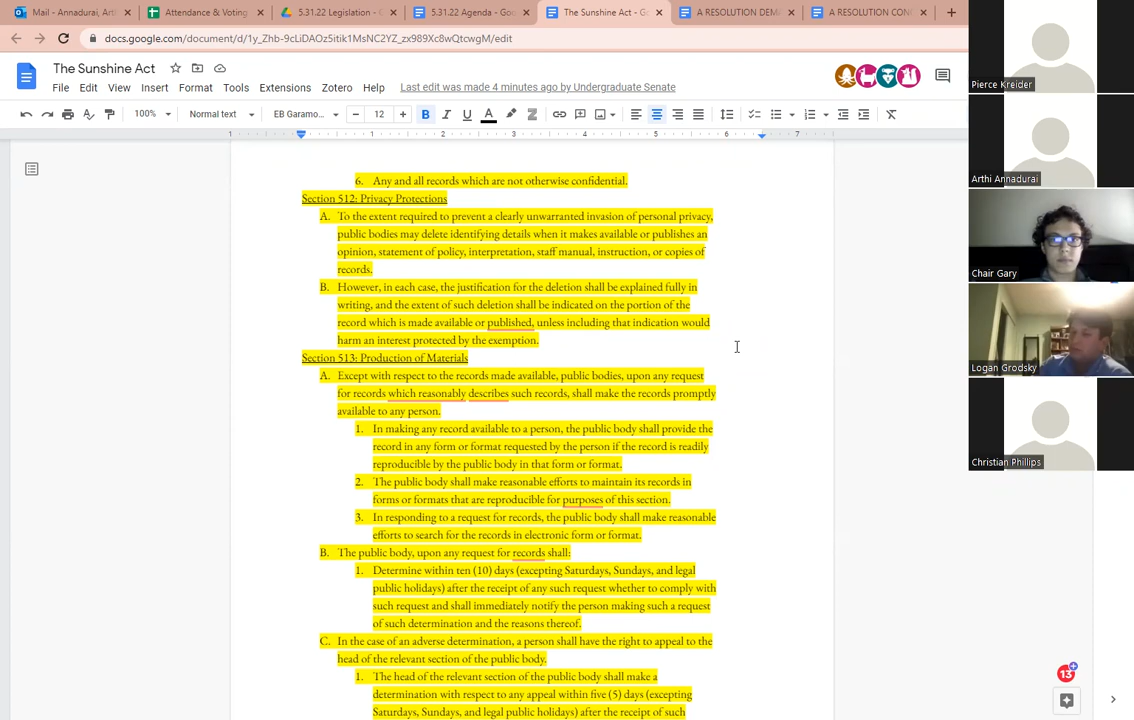 Mail - Annadurai, Arthi
Attendance & Voting
5.31.22 Legislation - G
5.31.22 Agenda - Goo
The Sunshine Act - Go
A RESOLUTION DEMA
A RESOLUTION CONC
docs.google.com/document/d/1y_Zhb-9cLiDAOz5itik1MsNC2YZ_zx989Xc8wQtcwgM/edit
The Sunshine Act
File Edit View Insert Format Tools Extensions Zotero Help Last edit was made 4 minutes ago by Undergraduate Senate
100% Normal text EB Garamo... 12 B I U A
1 1 2 3 4 5 6 7
6. Any and all records which are not otherwise confidential.
Section 512: Privacy Protections
A. To the extent required to prevent a clearly unwarranted invasion of personal privacy,
public bodies may delete identifying details when it makes available or publishes an
opinion, statement of policy, interpretation, staff manual, instruction, or copies of
records.
B. However, in each case, the justification for the deletion shall be explained fully in
writing, and the extent of such deletion shall be indicated on the portion of the
record which is made available or published, unless including that indication would
harm an interest protected by the exemption.
Section 513: Production of Materials
A. Except with respect to the records made available, public bodies, upon any request
for records which reasonably describes such records, shall make the records promptly
available to any person.
1. In making any record available to a person, the public body shall provide the
record in any form or format requested by the person if the record is readily
reproducible by the public body in that form or format.
2. The public body shall make reasonable efforts to maintain its records in
forms or formats that are reproducible for purposes of this section.
3. In responding to a request for records, the public body shall make reasonable
efforts to search for the records in electronic form or format.
B. The public body, upon any request for records shall:
1. Determine within ten (10) days (excepting Saturdays, Sundays, and legal
public holidays) after the receipt of any such request whether to comply with
such request and shall immediately notify the person making such a request
of such determination and the reasons thereof.
C. In the case of an adverse determination, a person shall have the right to appeal to the
head of the relevant section of the public body.
1. The head of the relevant section of the public body shall make a
determination with respect to any appeal within five (5) days (excepting
Saturdays, Sundays, and legal public holidays) after the receipt of such
Pierce Kreider
Arthi Annadurai
Chair Gary
Logan Grodsky
Christian Phillips
13